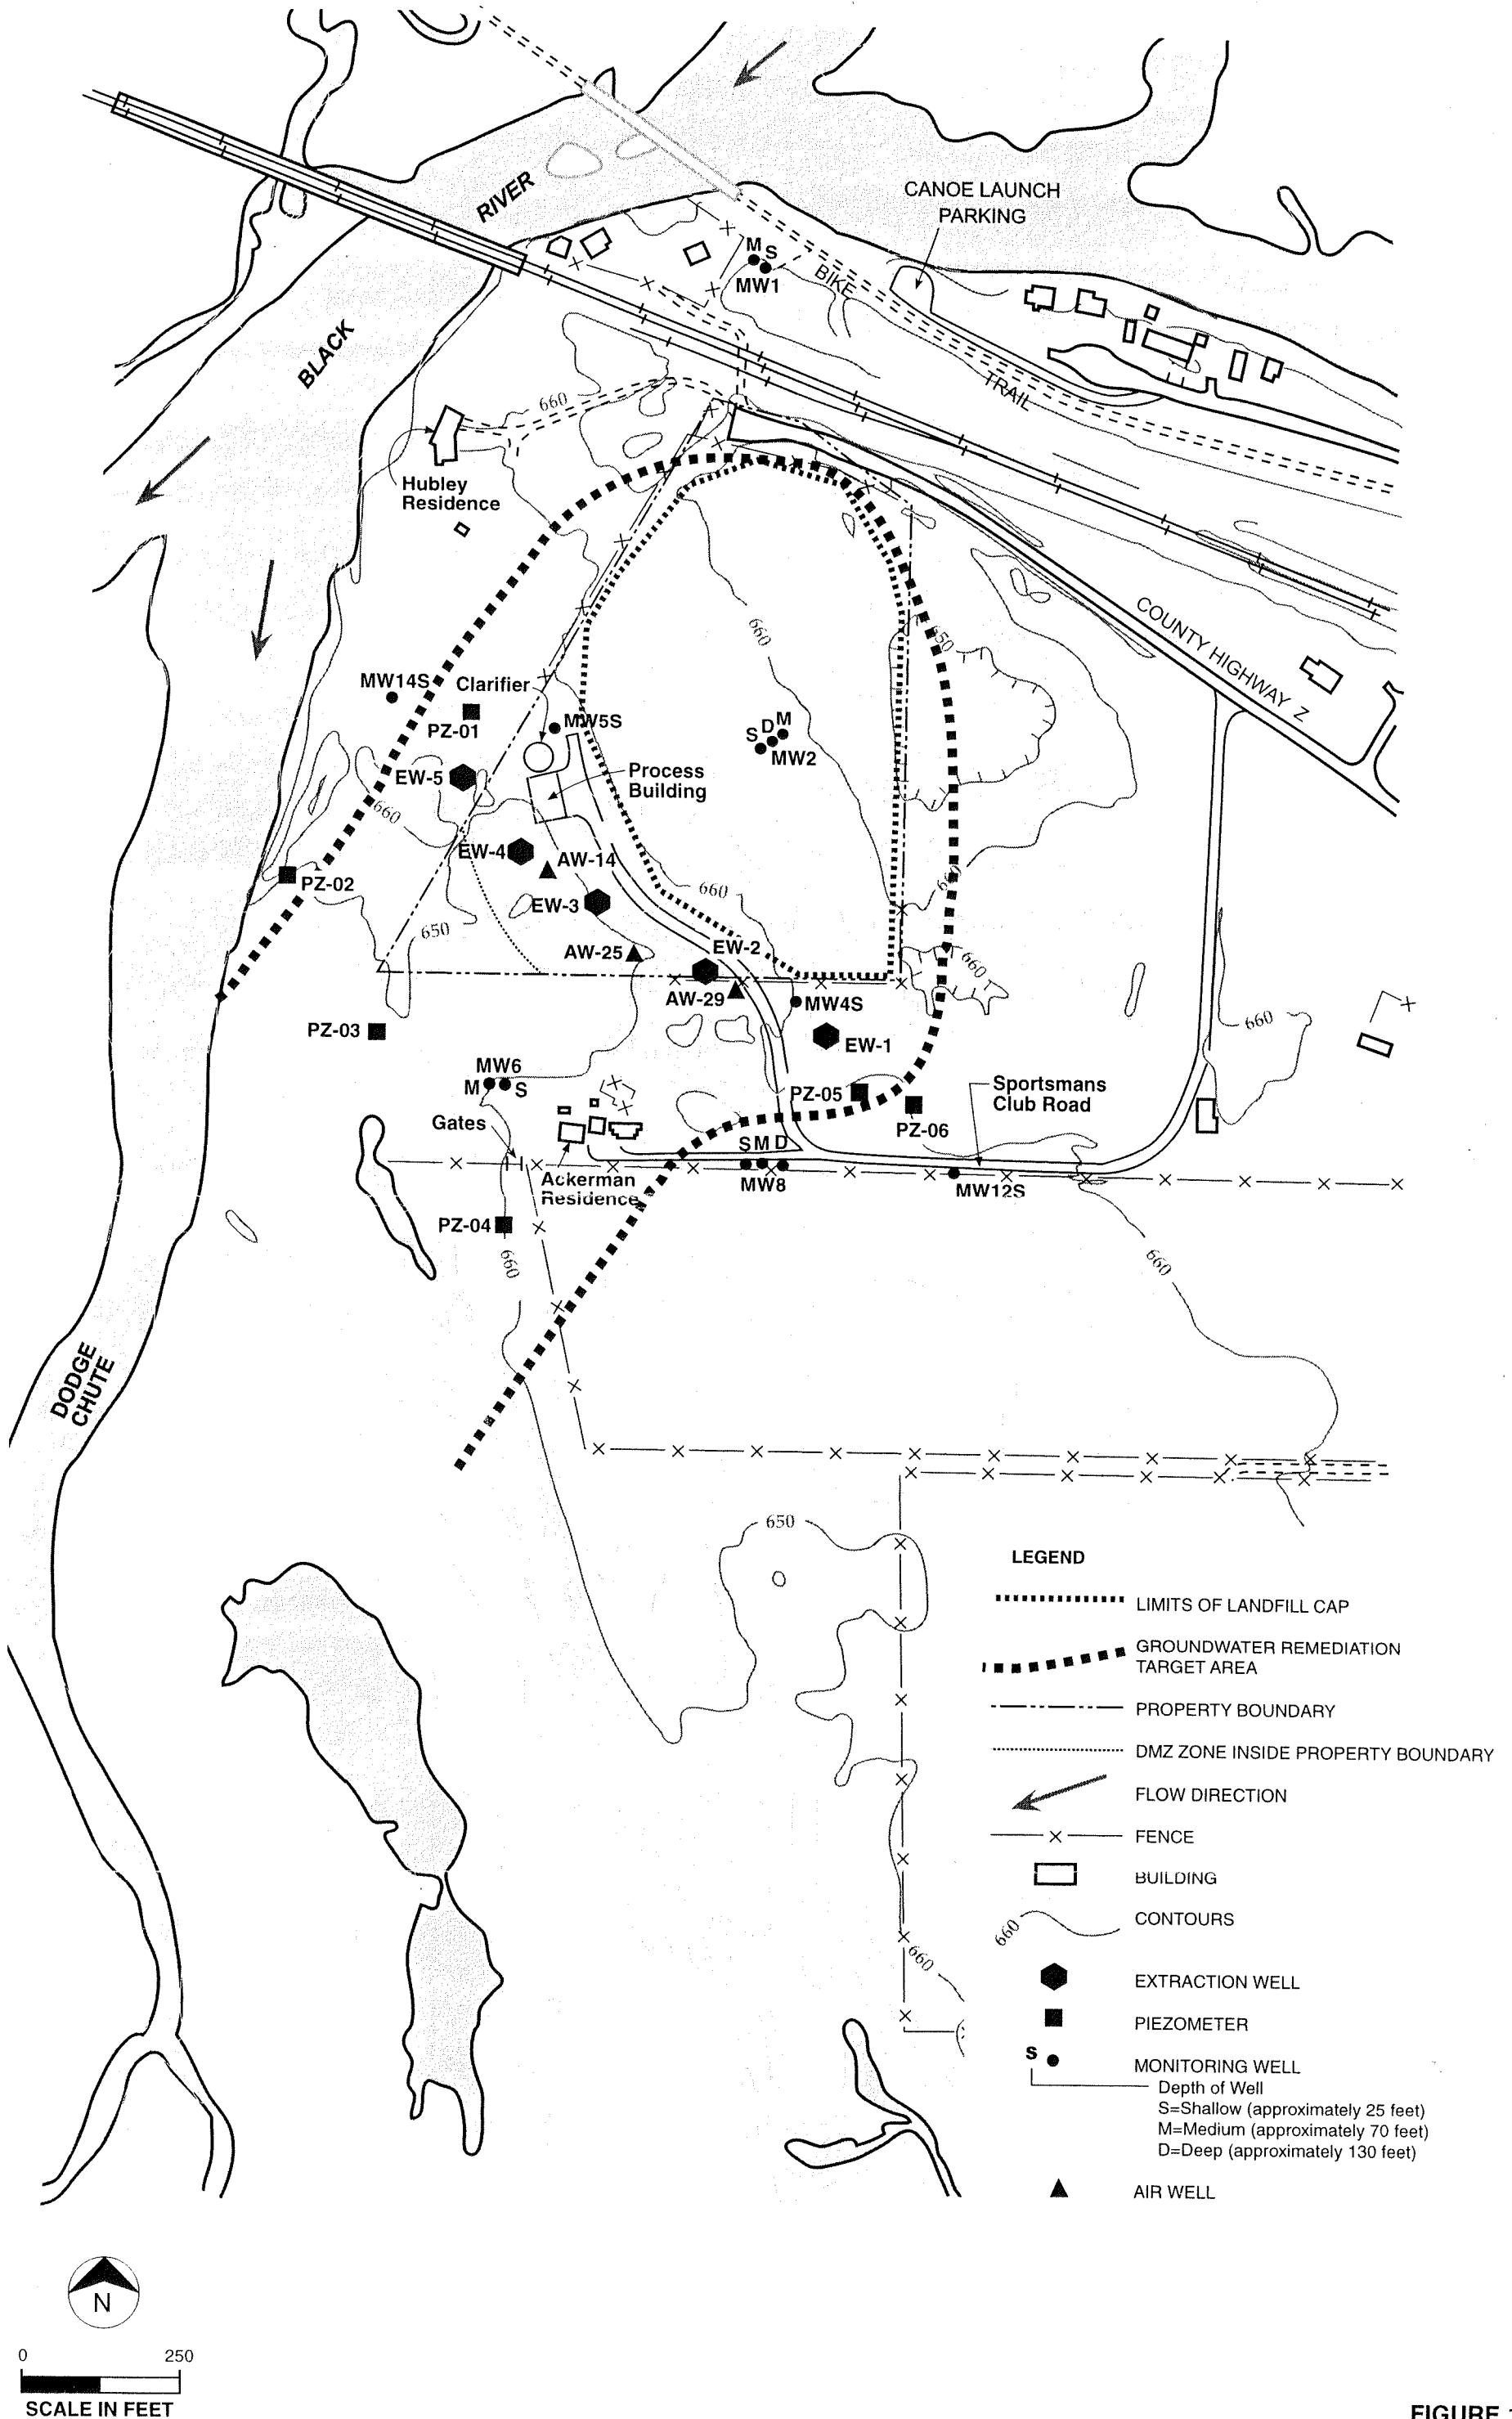 RIVER
CANOE LAUNCH
PARKING
M S
MW1
BIKE
TRAIL
BLACK
660
Hubley
Residence
COUNTY HIGHWAY Z
660
650
MW14S
Clarifier
PZ-01
MW5S
S D M
MW2
EW-5
Process
Building
660
EW-4
AW-14
PZ-02
660
660
EW-3
650
AW-25
EW-2
660
AW-29
MW4S
PZ-03
EW-1
660
MW6
M S
PZ-05
Sportsmans
Club Road
Gates
PZ-06
S M D
MW8
Ackerman
Residence
MW12S
PZ-04
660
660
DODGE
CHUTE
650
LEGEND
LIMITS OF LANDFILL CAP
GROUNDWATER REMEDIATION
TARGET AREA
PROPERTY BOUNDARY
DMZ ZONE INSIDE PROPERTY BOUNDARY
FLOW DIRECTION
FENCE
BUILDING
660
CONTOURS
660
EXTRACTION WELL
PIEZOMETER
S
MONITORING WELL
Depth of Well
S=Shallow (approximately 25 feet)
M=Medium (approximately 70 feet)
D=Deep (approximately 130 feet)
AIR WELL
N
0 250
SCALE IN FEET
FIGURE